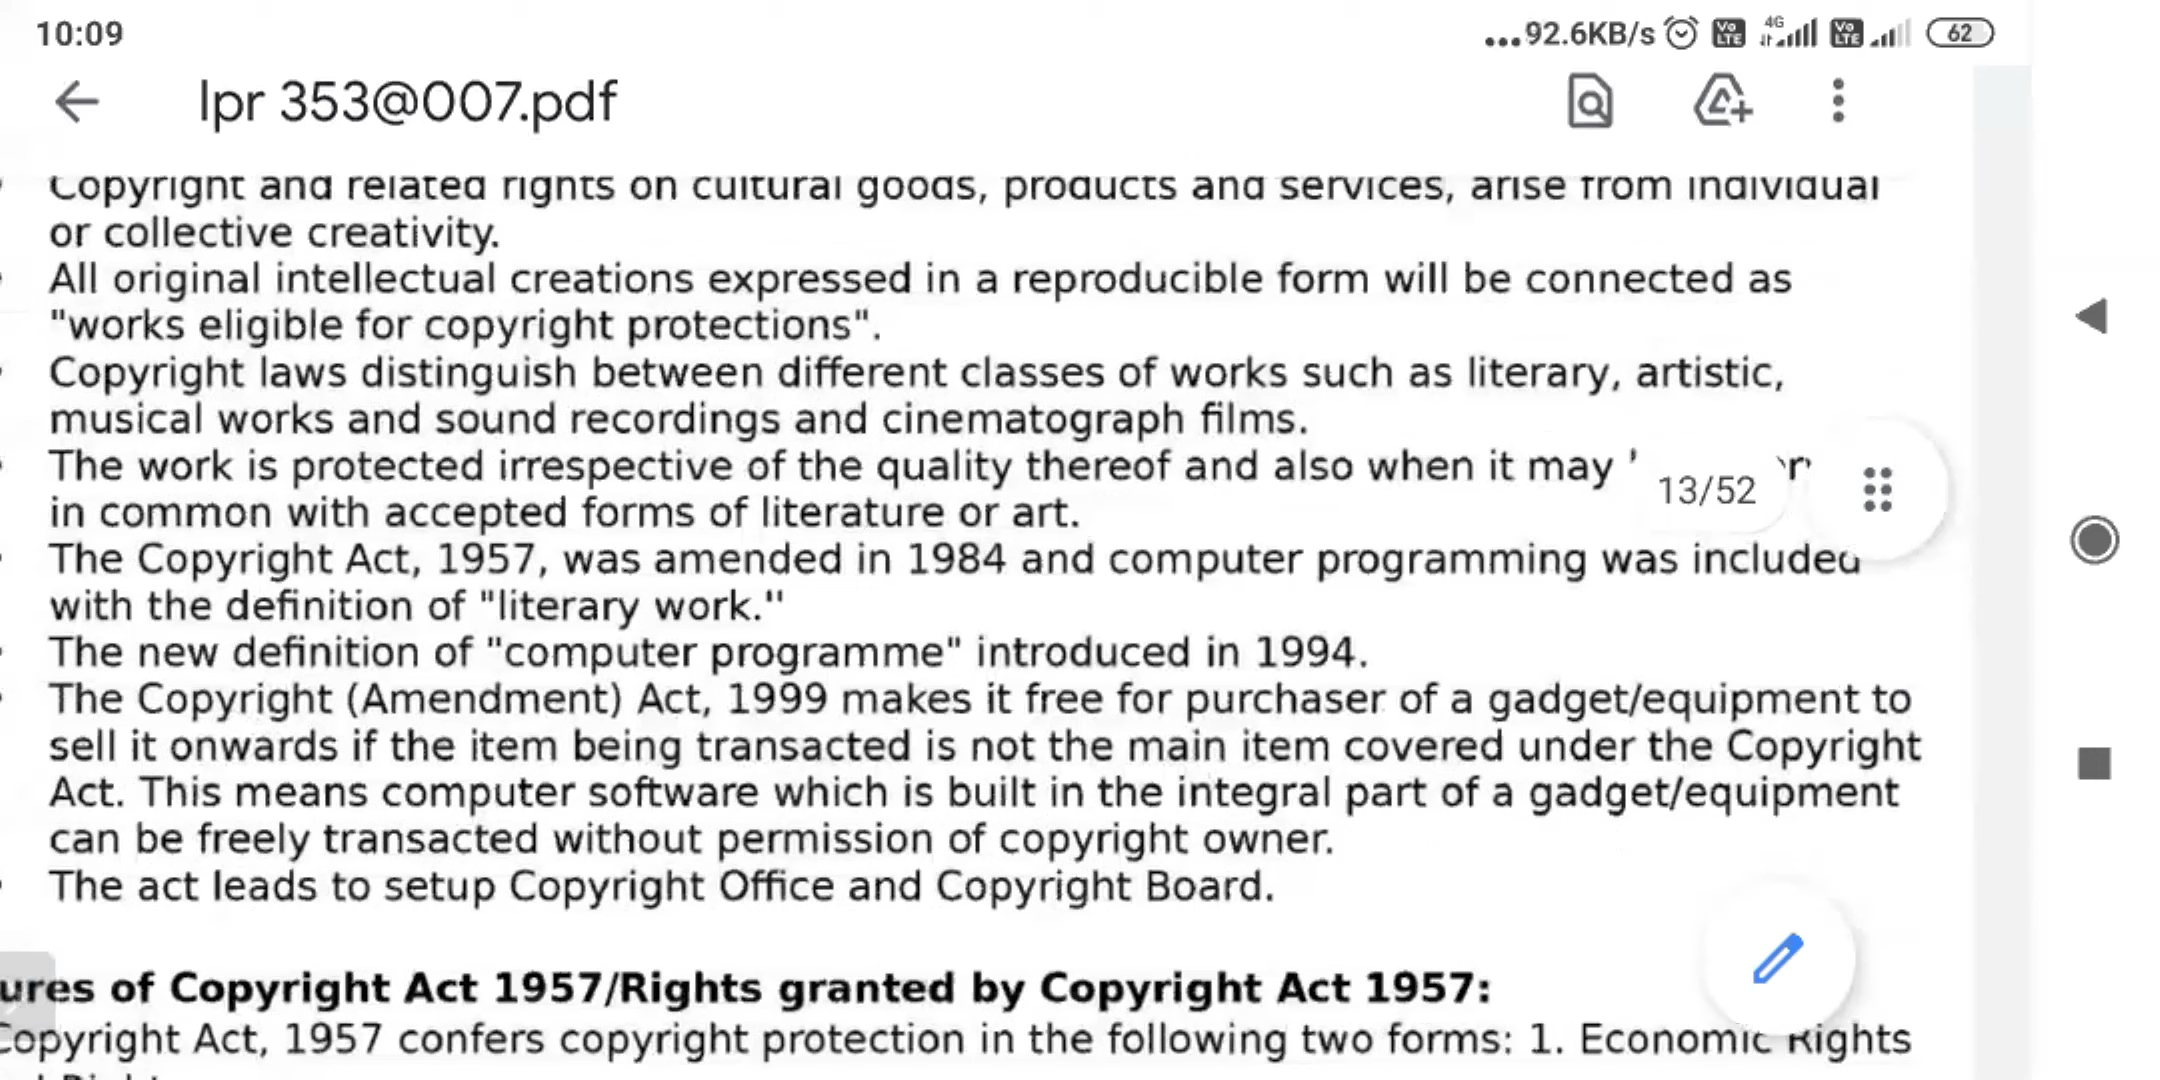 10:09
...92.6KB/s
4G
Vo
LTE
Vo
LTE
62
lpr 353@007.pdf
Copyright and related rights on cultural goods, products and services, arise from individual
or collective creativity.
All original intellectual creations expressed in a reproducible form will be connected as
"works eligible for copyright protections".
Copyright laws distinguish between different classes of works such as literary, artistic,
musical works and sound recordings and cinematograph films.
The work is protected irrespective of the quality thereof and also when it may
13/52
in common with accepted forms of literature or art.
The Copyright Act, 1957, was amended in 1984 and computer programming was included
with the definition of "literary work."
The new definition of "computer programme" introduced in 1994.
The Copyright (Amendment) Act, 1999 makes it free for purchaser of a gadget/equipment to
sell it onwards if the item being transacted is not the main item covered under the Copyright
Act. This means computer software which is built in the integral part of a gadget/equipment
can be freely transacted without permission of copyright owner.
The act leads to setup Copyright Office and Copyright Board.
ures of Copyright Act 1957/Rights granted by Copyright Act 1957:
Copyright Act, 1957 confers copyright protection in the following two forms: 1. Economic Rights